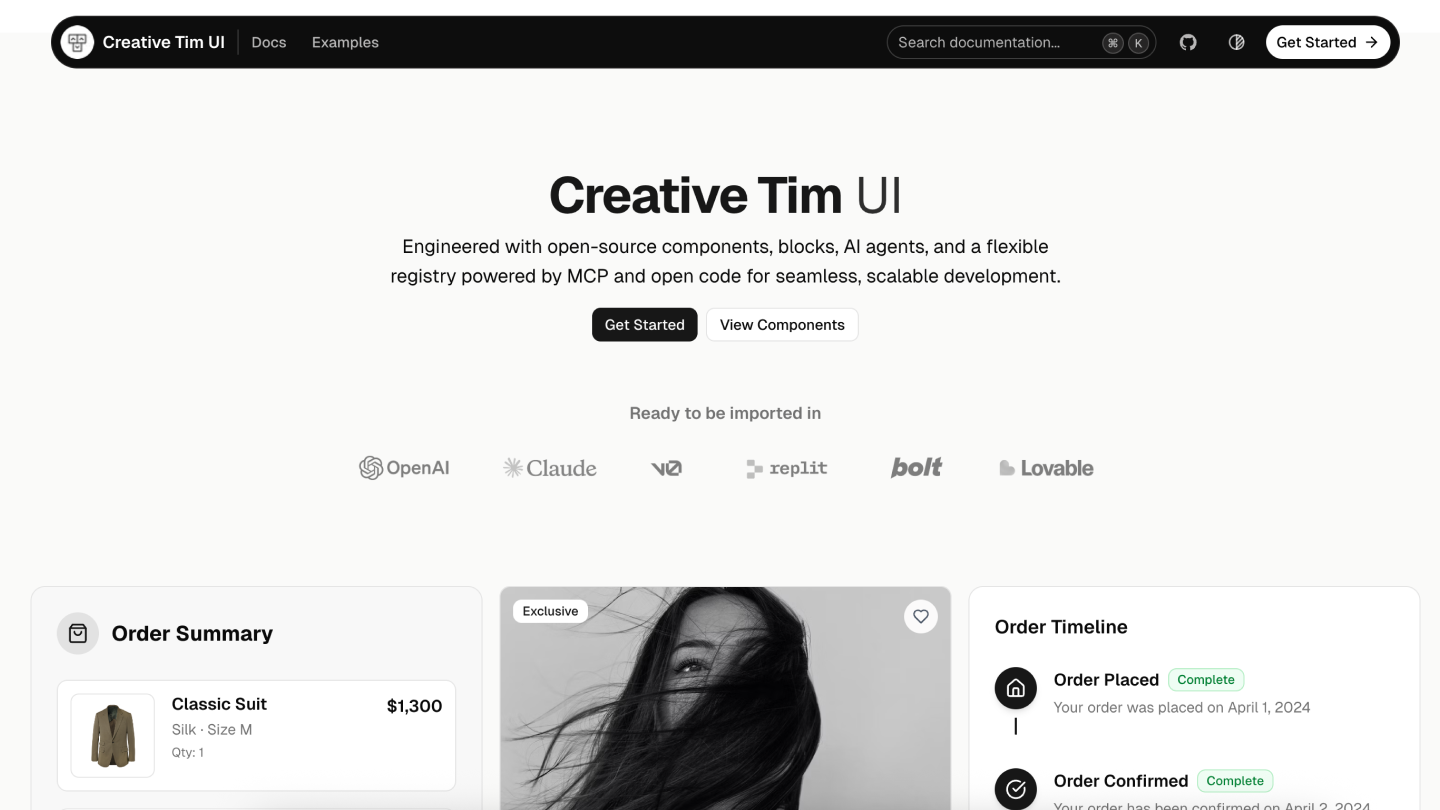 Creative Tim UI
Docs
Examples
Search documentation...
⌘ K
Get Started
Creative Tim UI
Engineered with open-source components, blocks, AI agents, and a flexible
registry powered by MCP and open code for seamless, scalable development.
Get Started
View Components
Ready to be imported in
OpenAI
Claude
v0
replit
bolt
Lovable
Order Summary
Classic Suit
$1,300
Silk · Size M
Qty: 1
Exclusive
Order Timeline
Order Placed
Complete
Your order was placed on April 1, 2024
Order Confirmed
Complete
Your order has been confirmed on April 2, 2024